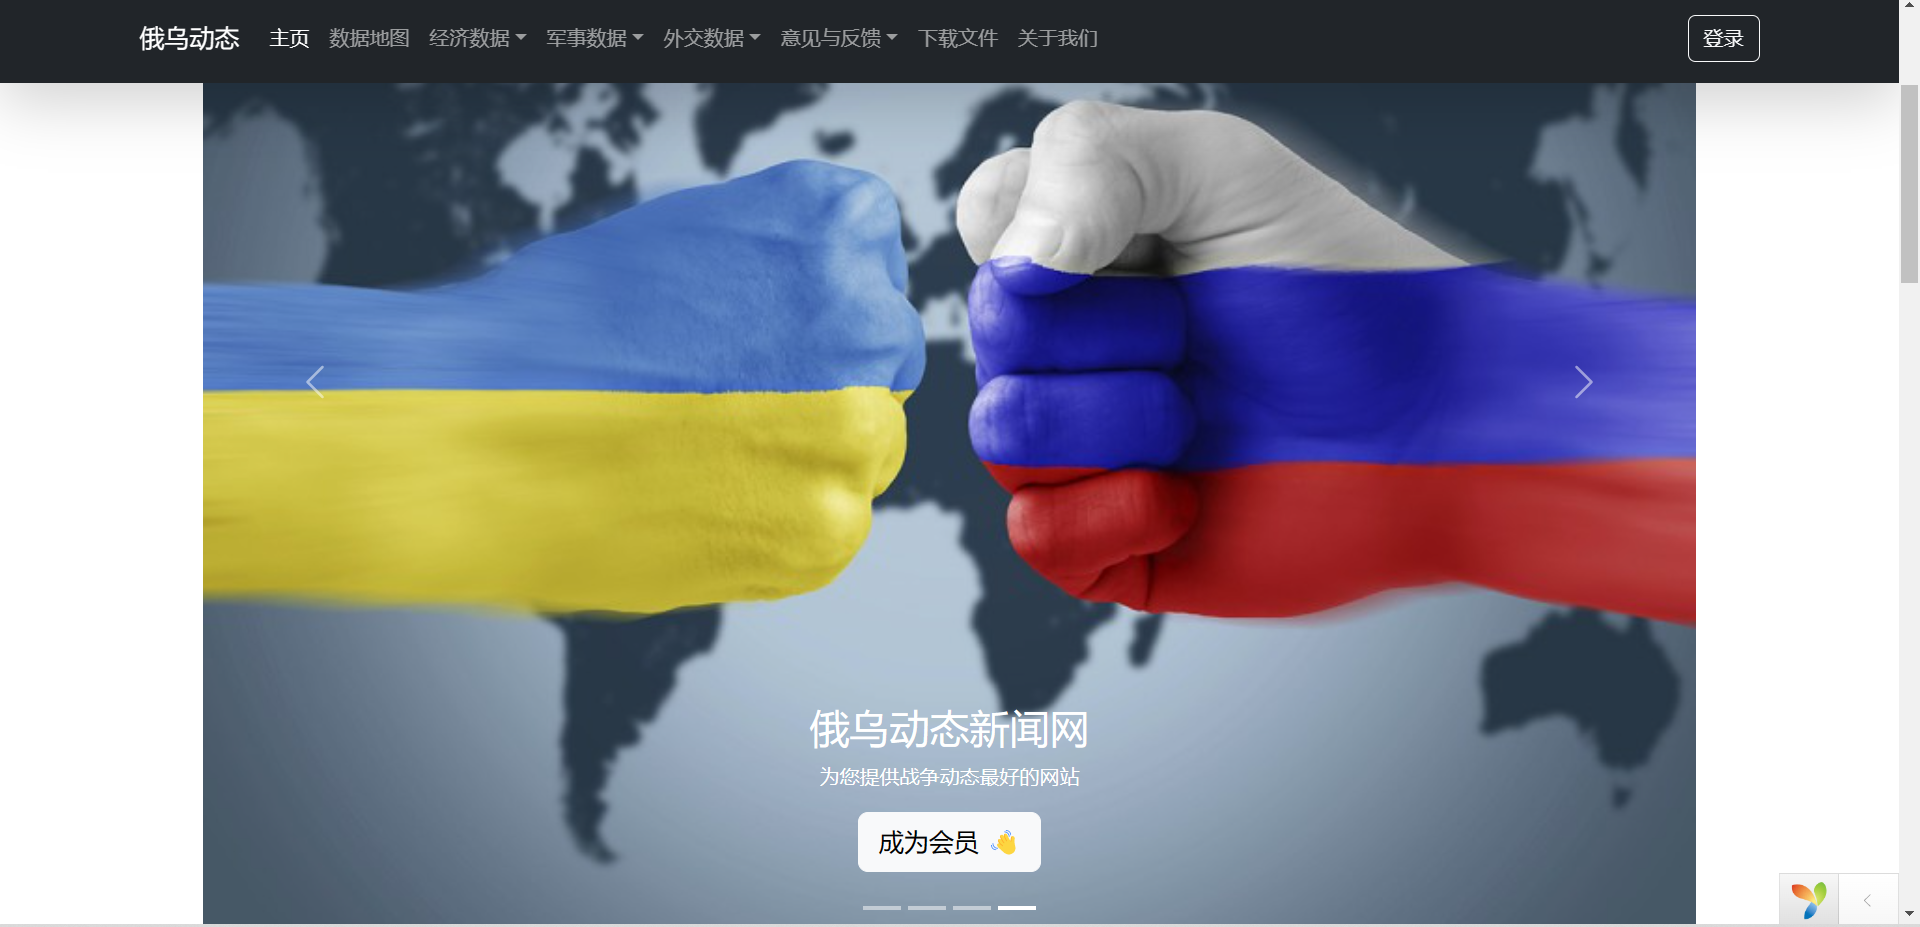 俄乌动态 主页 数据地图 经济数据 军事数据 外交数据 意见与反馈 下载文件 关于我们 登录
俄乌动态新闻网
为您提供战争动态最好的网站
成为会员 👋